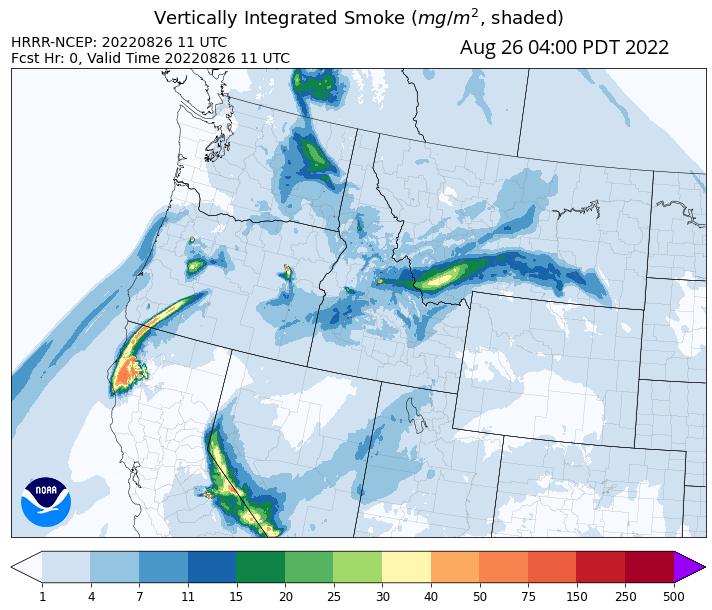 Vertically Integrated Smoke (mg/m², shaded)
HRRR-NCEP: 20220826 11 UTC
Fcst Hr: 0, Valid Time 20220826 11 UTC
Aug 26 04:00 PDT 2022
NOAA
1 4 7 11 15 20 25 30 40 50 75 150 250 500